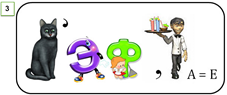 3
’ Э Ф , А = Е